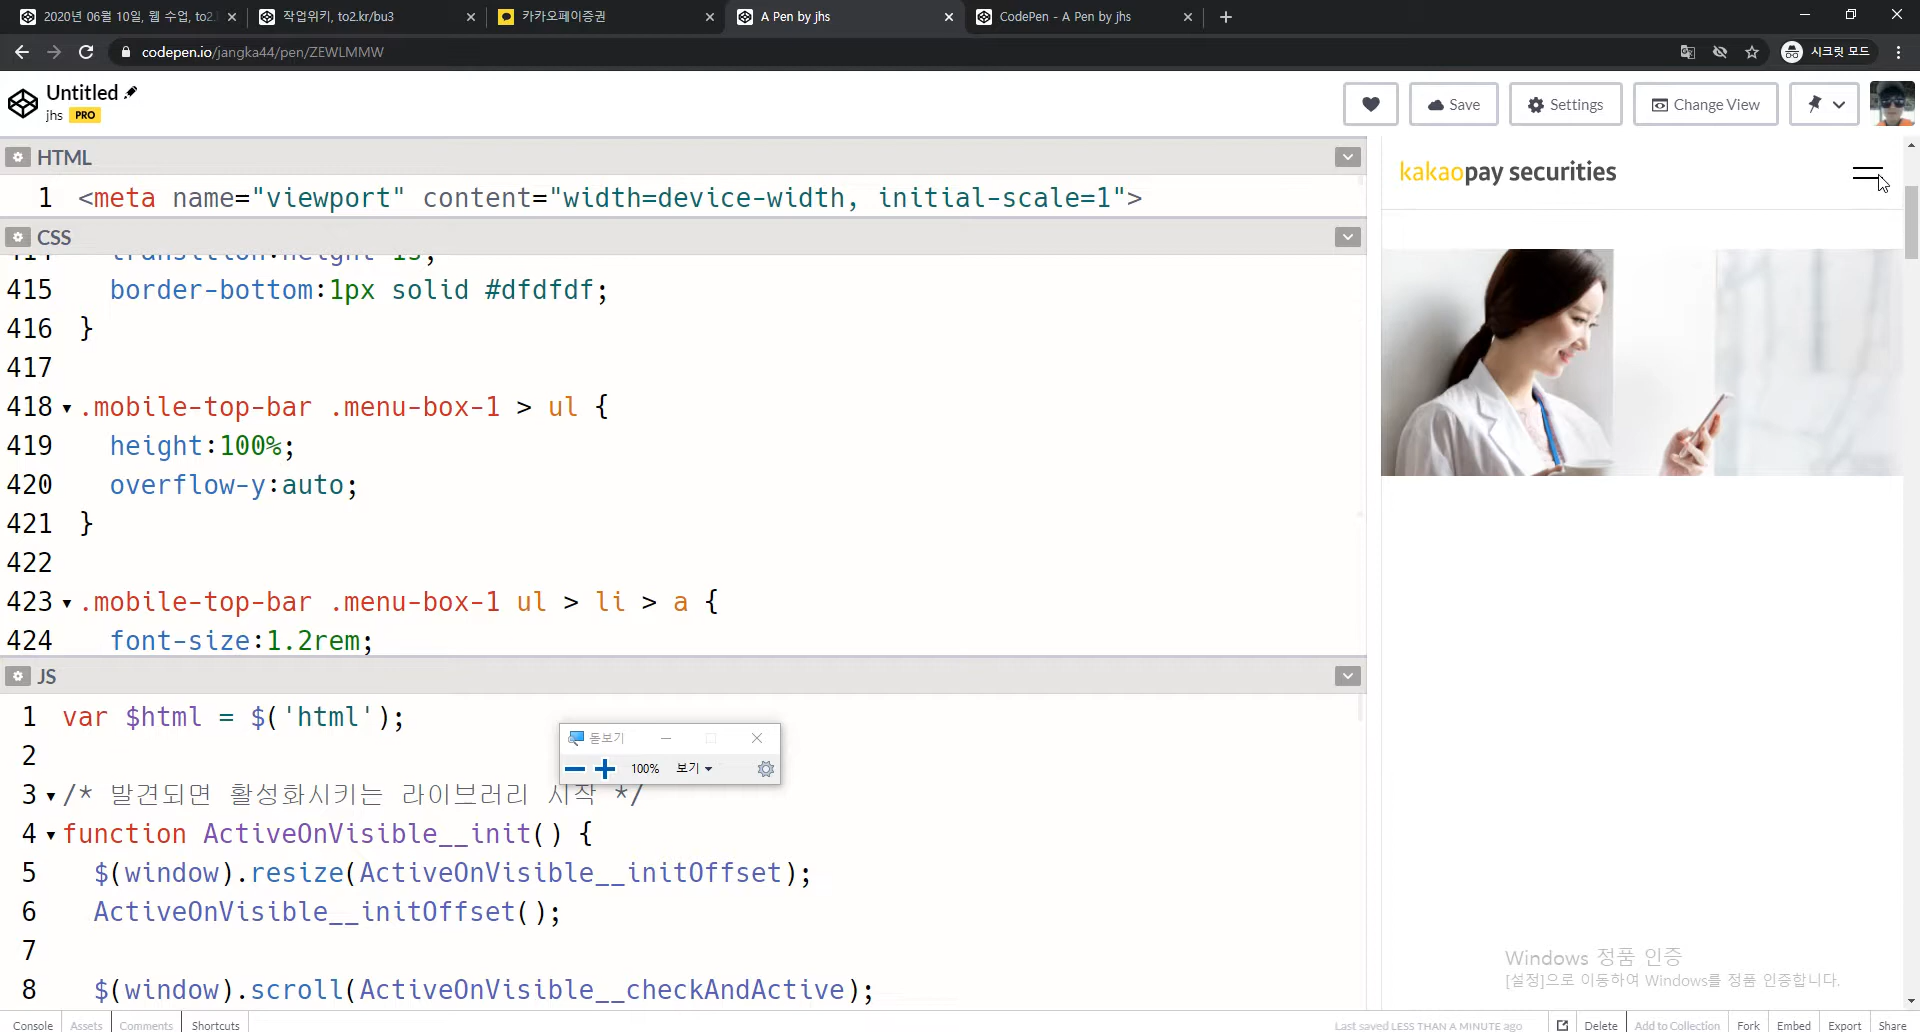 2020년 06월 10일, 웹 수업, to2.
작업위키, to2.kr/bu3
카카오페이증권
A Pen by jhs
CodePen - A Pen by jhs
codepen.io/jangka44/pen/ZEWLMMW
시크릿 모드
Untitled
jhs PRO
Save
Settings
Change View
HTML
1 <meta name="viewport" content="width=device-width, initial-scale=1">
CSS
414 transition:height 1s;
415 border-bottom:1px solid #dfdfdf;
416 }
417
418 .mobile-top-bar .menu-box-1 > ul {
419 height:100%;
420 overflow-y:auto;
421 }
422
423 .mobile-top-bar .menu-box-1 ul > li > a {
424 font-size:1.2rem;
JS
1 var $html = $('html');
2
3 /* 발견되면 활성화시키는 라이브러리 시작 */
4 function ActiveOnVisible__init() {
5 $(window).resize(ActiveOnVisible__initOffset);
6 ActiveOnVisible__initOffset();
7
8 $(window).scroll(ActiveOnVisible__checkAndActive);
돋보기
100% 보기
kakaopay securities
Windows 정품 인증
[설정]으로 이동하여 Windows를 정품 인증합니다.
Console
Assets
Comments
Shortcuts
Last saved LESS THAN A MINUTE ago
Delete
Add to Collection
Fork
Embed
Export
Share